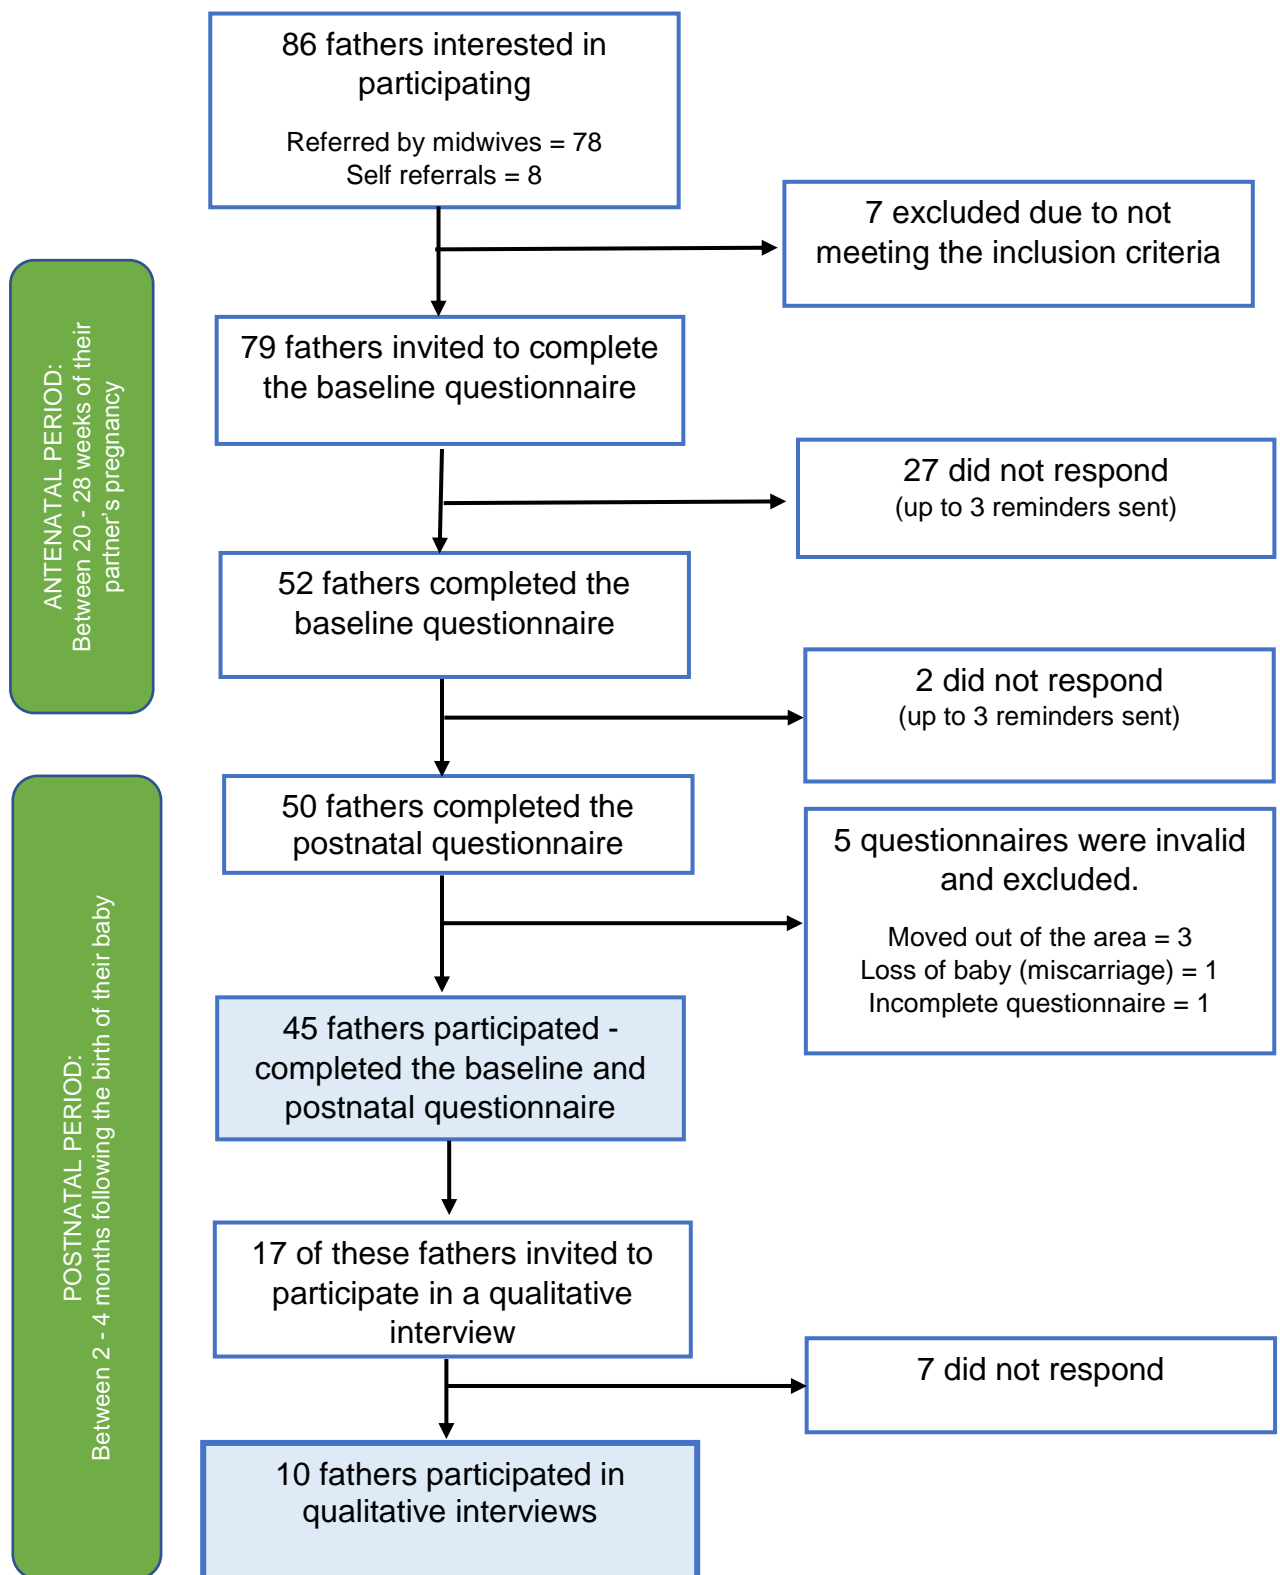 86 fathers interested in
participating
Referred by midwives = 78
Self referrals = 8
7 excluded due to not
meeting the inclusion criteria
ANTENATAL PERIOD:
Between 20 - 28 weeks of their
partner's pregnancy
79 fathers invited to complete
the baseline questionnaire
27 did not respond
(up to 3 reminders sent)
52 fathers completed the
baseline questionnaire
2 did not respond
(up to 3 reminders sent)
POSTNATAL PERIOD:
Between 2 - 4 months following the birth of their baby
50 fathers completed the
postnatal questionnaire
5 questionnaires were invalid
and excluded.
Moved out of the area = 3
Loss of baby (miscarriage) = 1
Incomplete questionnaire = 1
45 fathers participated -
completed the baseline and
postnatal questionnaire
17 of these fathers invited to
participate in a qualitative
interview
7 did not respond
10 fathers participated in
qualitative interviews